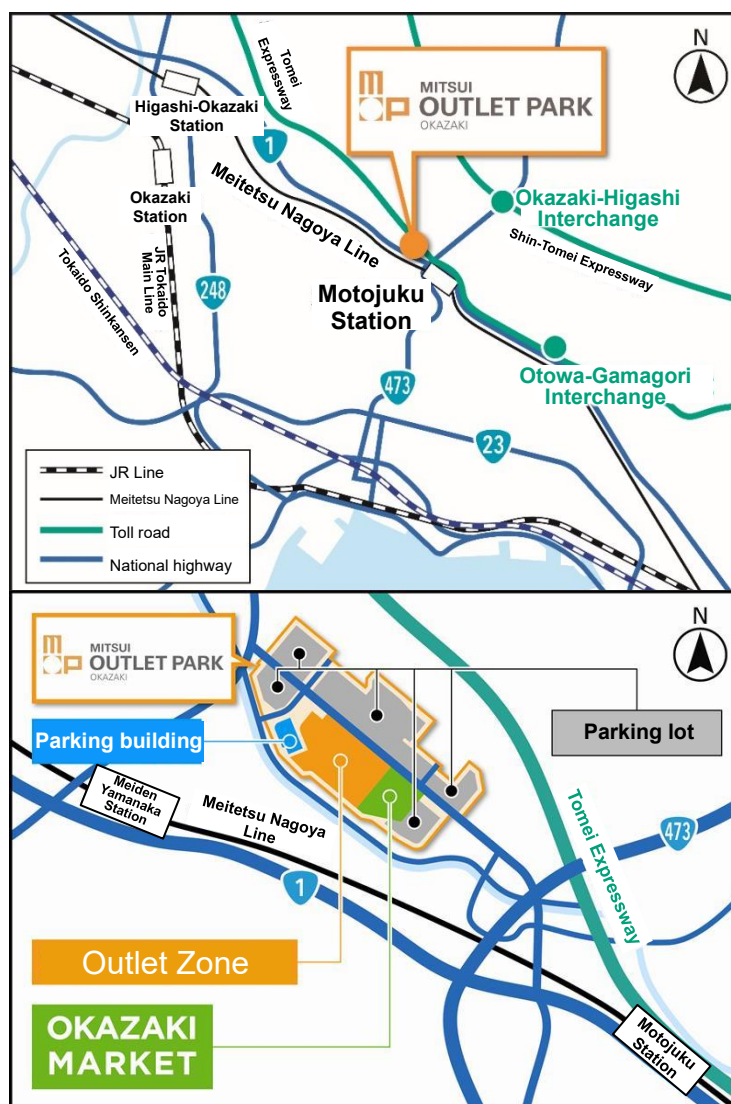 Tomei
Expressway
MITSUI
OUTLET PARK
OKAZAKI
N
Higashi-Okazaki
Station
1
Meitetsu Nagoya Line
Okazaki
Station
Okazaki-Higashi
Interchange
Shin-Tomei Expressway
JR Tokaido
Main Line
Tokaido Shinkansen
248
Motojuku
Station
Otowa-Gamagori
Interchange
473
23
JR Line
Meitetsu Nagoya Line
Toll road
National highway
N
MITSUI
OUTLET PARK
OKAZAKI
Parking building
Parking lot
Meiden
Yamanaka
Station
Meitetsu Nagoya
Line
Tomei Expressway
473
1
Outlet Zone
OKAZAKI
MARKET
Motojuku
Station